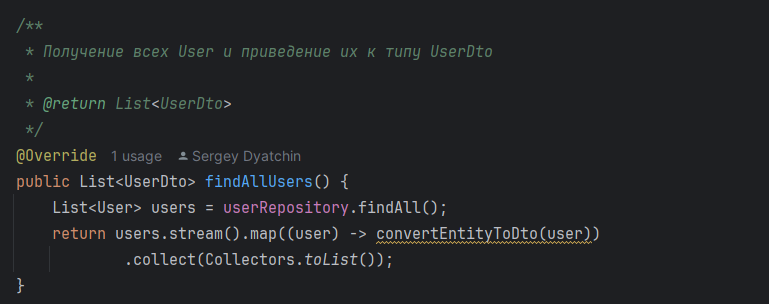 /**
 * Получение всех User и приведение их к типу UserDto
 *
 * @return List<UserDto>
 */
@Override 1 usage Sergey Dyatchin
public List<UserDto> findAllUsers() {
    List<User> users = userRepository.findAll();
    return users.stream().map((user) -> convertEntityToDto(user))
            .collect(Collectors.toList());
}